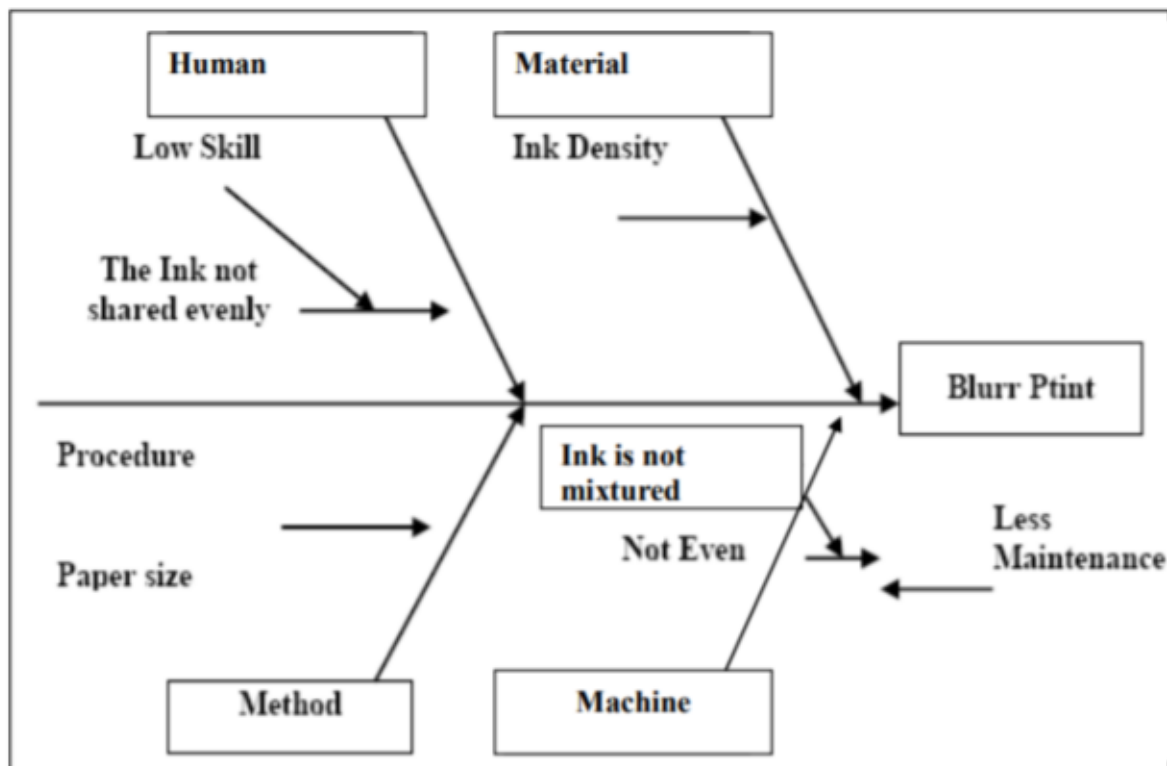 Human
Material
Low Skill
Ink Density
The Ink not
shared evenly
Blurr Ptint
Procedure
Ink is not
mixtured
Less
Maintenance
Not Even
Paper size
Method
Machine